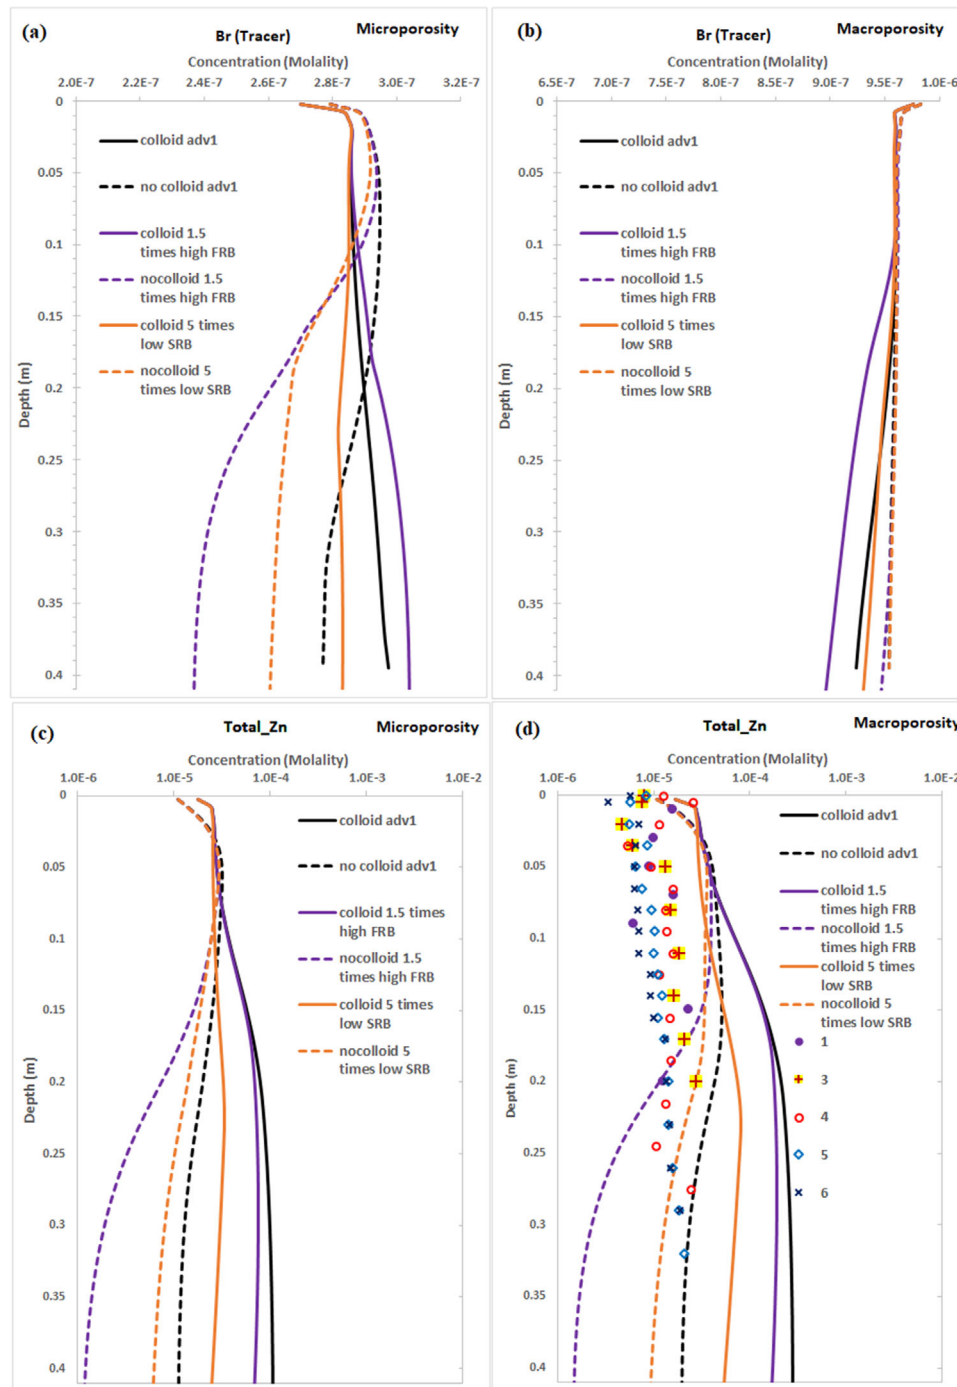 (a)
Br (Tracer)
Microporosity
Concentration (Molality)
2.0E-7 2.2E-7 2.4E-7 2.6E-7 2.8E-7 3.0E-7 3.2E-7
0
0.05
0.1
0.15
0.2
0.25
0.3
0.35
0.4
Depth (m)
colloid adv1
no colloid adv1
colloid 1.5
times high FRB
nocolloid 1.5
times high FRB
colloid 5 times
low SRB
nocolloid 5
times low SRB
(b)
Br (Tracer)
Macroporosity
Concentration (Molality)
6.5E-7 7.0E-7 7.5E-7 8.0E-7 8.5E-7 9.0E-7 9.5E-7 1.0E-6
0
0.05
0.1
0.15
0.2
0.25
0.3
0.35
0.4
Depth (m)
colloid adv1
no colloid adv1
colloid 1.5
times high FRB
nocolloid 1.5
times high FRB
colloid 5 times
low SRB
nocolloid 5
times low SRB
(c)
Total_Zn
Microporosity
Concentration (Molality)
1.0E-6 1.0E-5 1.0E-4 1.0E-3 1.0E-2
0
0.05
0.1
0.15
0.2
0.25
0.3
0.35
0.4
Depth (m)
colloid adv1
no colloid adv1
colloid 1.5 times
high FRB
nocolloid 1.5
times high FRB
colloid 5 times
low SRB
nocolloid 5
times low SRB
(d)
Total_Zn
Macroporosity
Concentration (Molality)
1.0E-6 1.0E-5 1.0E-4 1.0E-3 1.0E-2
0
0.05
0.1
0.15
0.2
0.25
0.3
0.35
0.4
Depth (m)
colloid adv1
no colloid adv1
colloid 1.5
times high FRB
nocolloid 1.5
times high FRB
colloid 5 times
low SRB
nocolloid 5
times low SRB
1
3
4
5
6